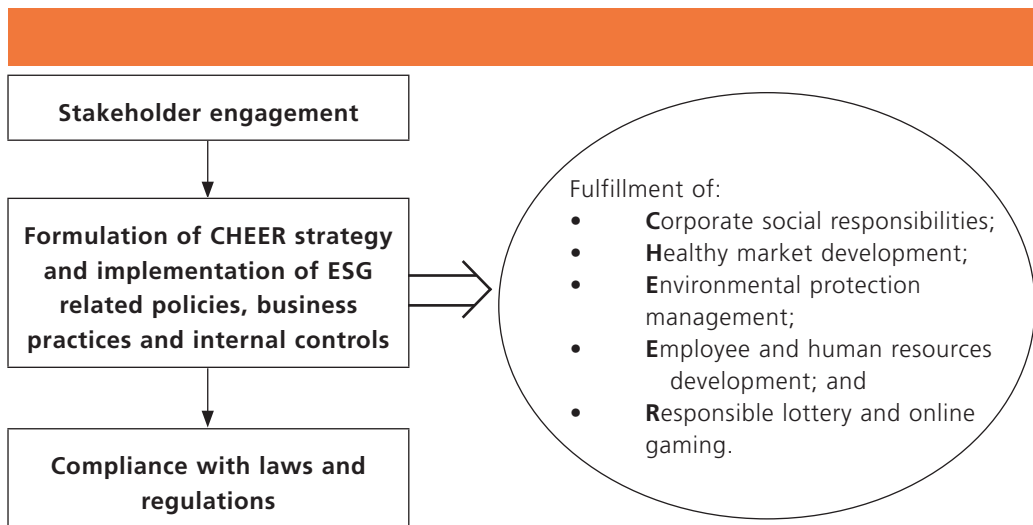 Stakeholder engagement
Formulation of CHEER strategy
and implementation of ESG
related policies, business
practices and internal controls
Compliance with laws and
regulations
Fulfillment of:
• Corporate social responsibilities;
• Healthy market development;
• Environmental protection
management;
• Employee and human resources
development; and
• Responsible lottery and online
gaming.